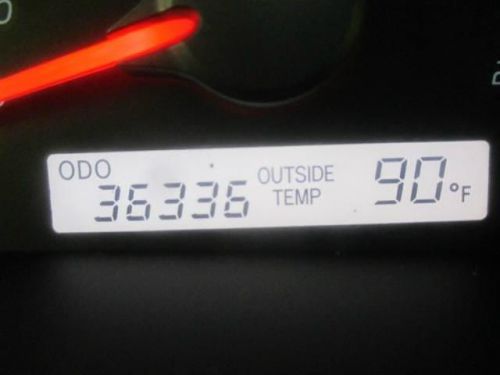 ODO 36336 OUTSIDE TEMP 90°F